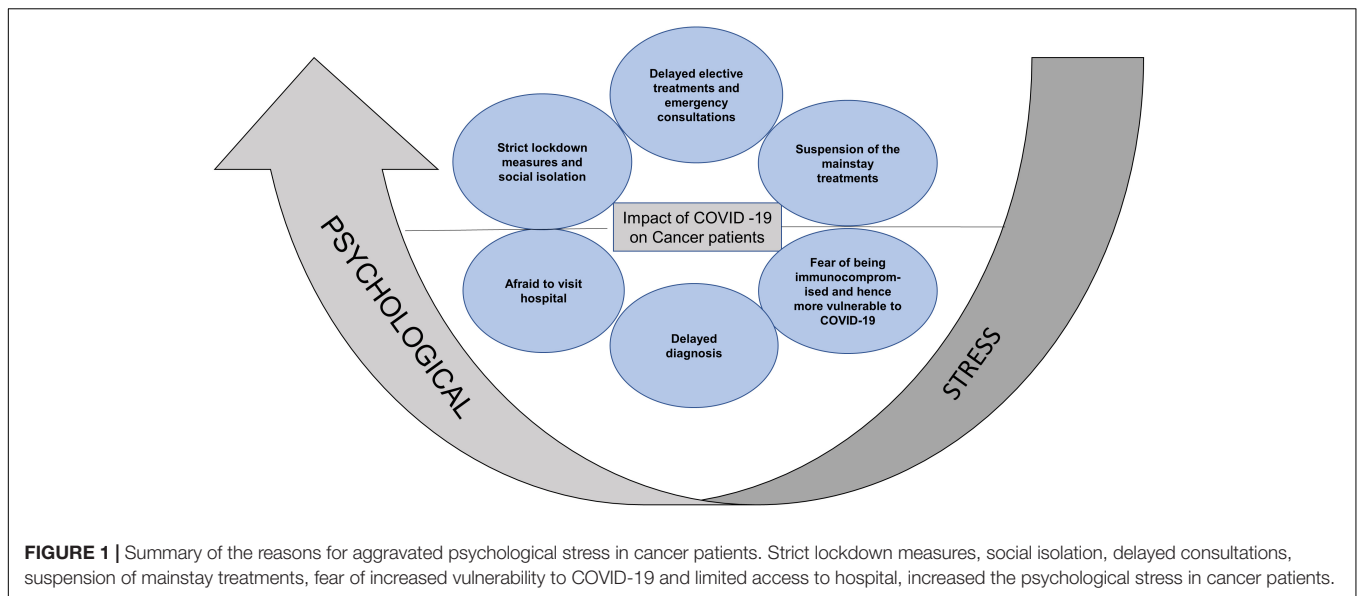 Delayed elective
treatments and
emergency
consultations
Strict lockdown
measures and
social isolation
Suspension of the
mainstay
treatments
Impact of COVID -19
on Cancer patients
Afraid to visit
hospital
Fear of being
immunocomprom-
ised and hence
more vulnerable to
COVID-19
Delayed
diagnosis
PSYCHOLOGICAL
STRESS
FIGURE 1 | Summary of the reasons for aggravated psychological stress in cancer patients. Strict lockdown measures, social isolation, delayed consultations,
suspension of mainstay treatments, fear of increased vulnerability to COVID-19 and limited access to hospital, increased the psychological stress in cancer patients.